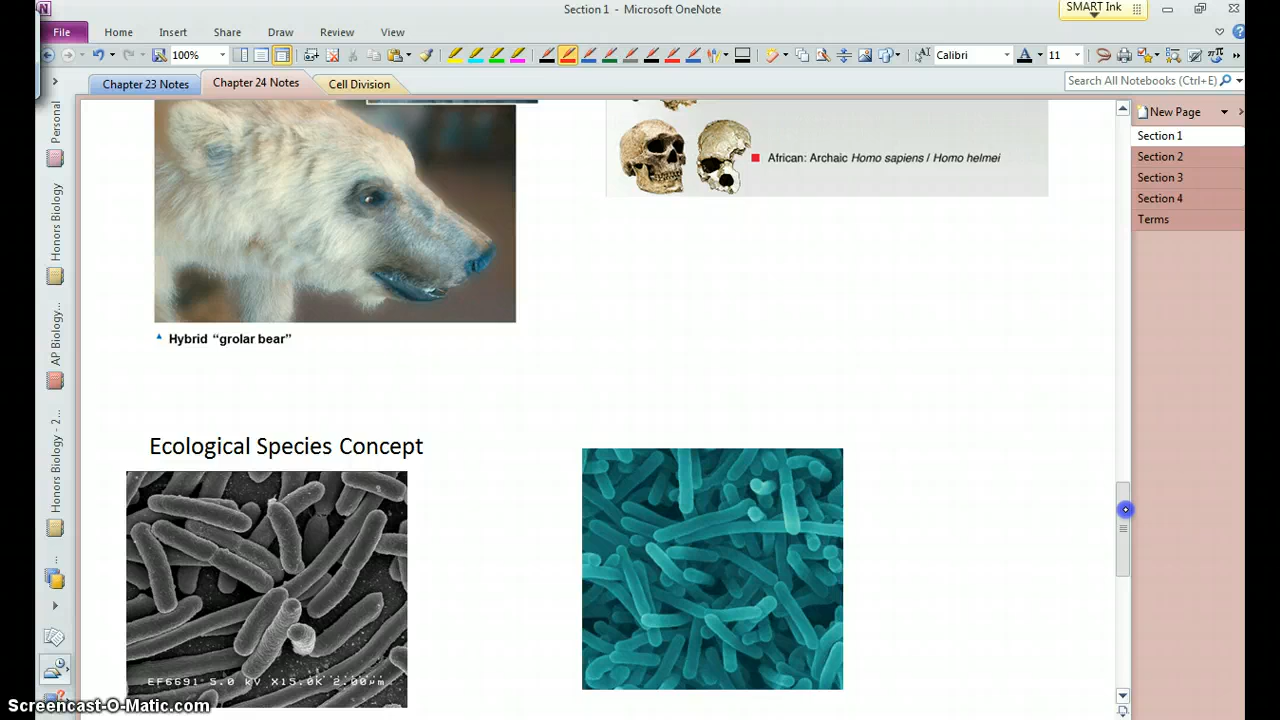 Section 1 - Microsoft OneNote
SMART Ink
File Home Insert Share Draw Review View
100%
Calibri 11
Chapter 23 Notes Chapter 24 Notes Cell Division
Search All Notebooks (Ctrl+E)
New Page
Section 1
Section 2
Section 3
Section 4
Terms
Personal
Honors Biology
AP Biology...
Honors Biology - 2...
African: Archaic Homo sapiens / Homo helmei
Hybrid “grolar bear”
Ecological Species Concept
EF6691 5.0 kV X15.0K 2.00µm
Screencast-O-Matic.com